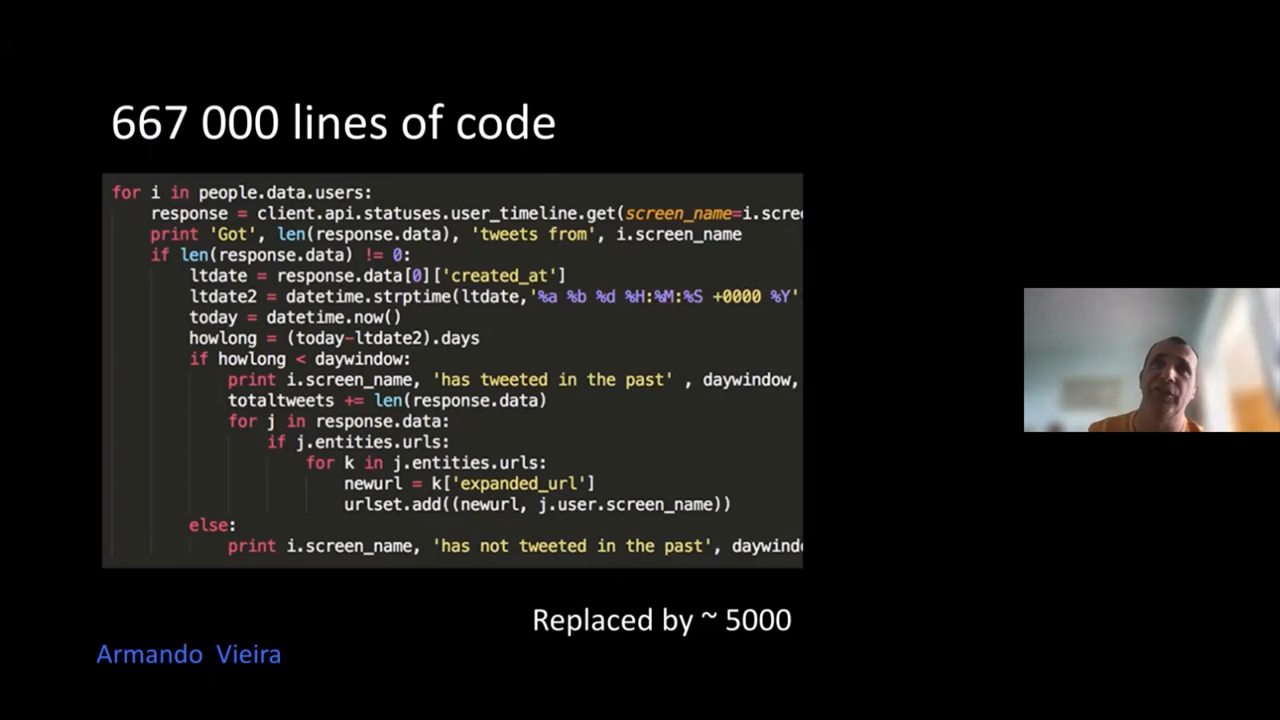 667 000 lines of code
for i in people.data.users:
response = client.api.statuses.user_timeline.get(screen_name=i.scree
print 'Got', len(response.data), 'tweets from', i.screen_name
if len(response.data) != 0:
ltdate = response.data[0]['created_at']
ltdate2 = datetime.strptime(ltdate,'%a %b %d %H:%M:%S +0000 %Y'
today = datetime.now()
howlong = (today-ltdate2).days
if howlong < daywindow:
print i.screen_name, 'has tweeted in the past' , daywindow,
totaltweets += len(response.data)
for j in response.data:
if j.entities.urls:
for k in j.entities.urls:
newurl = k['expanded_url']
urlset.add((newurl, j.user.screen_name))
else:
print i.screen_name, 'has not tweeted in the past', daywindo
Replaced by ~ 5000
Armando Vieira